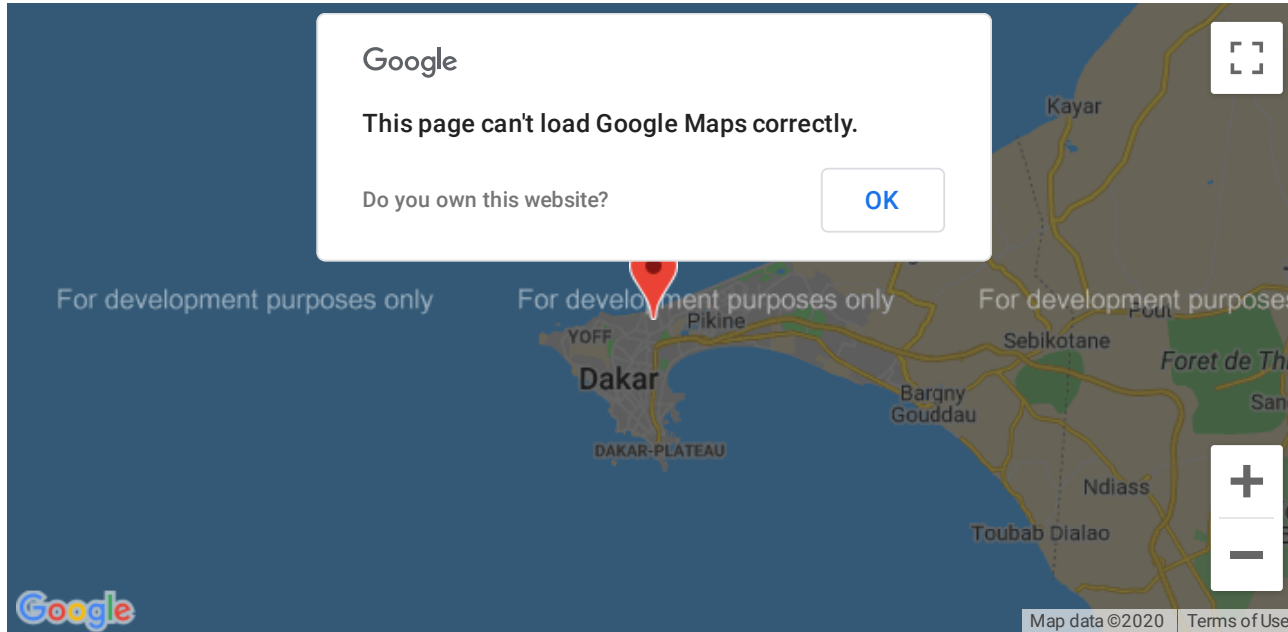 Google
This page can't load Google Maps correctly.
Do you own this website?
OK
Kayar
For development purposes only
For development purposes only
For development purposes
Pout
Pikine
YOFF
Sebikotane
Foret de Th
Dakar
Bargny
Gouddau
San
DAKAR-PLATEAU
Ndiass
Toubab Dialao
Google
Map data ©2020
Terms of Use